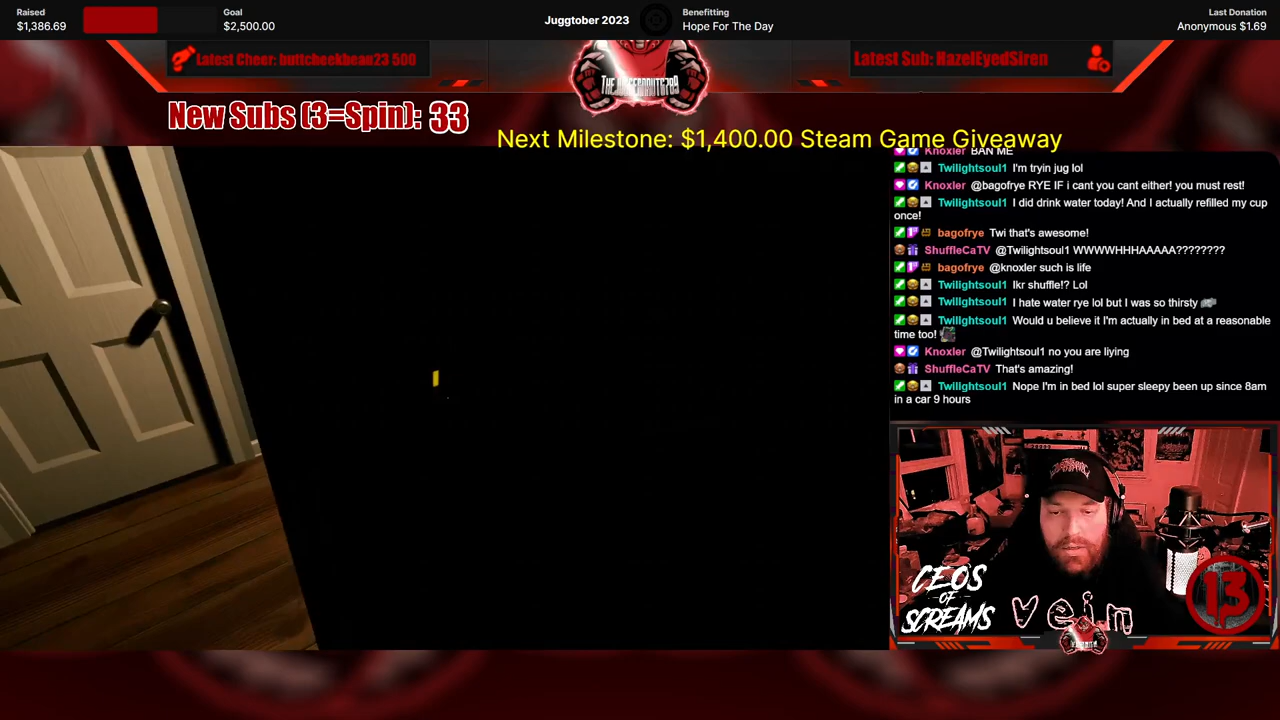 Raised
$1,386.69
Goal
$2,500.00
Juggtober 2023
Benefitting
Hope For The Day
Last Donation
Anonymous $1.69
Latest Cheer: buttcheekbeau23 500
THEJUGGERNAUT6789
Latest Sub: HazelEyedSiren
New Subs (3=Spin): 33
Next Milestone: $1,400.00 Steam Game Giveaway
Knoxler BAN ME
Twilightsoul1 I'm tryin jug lol
Knoxler @bagofrye RYE IF i cant you cant either! you must rest!
Twilightsoul1 I did drink water today! And I actually refilled my cup
once!
bagofrye Twi that's awesome!
ShuffleCaTV @Twilightsoul1 WWWWHHHAAAAA????????
bagofrye @knoxler such is life
Twilightsoul1 Ikr shuffle!? Lol
Twilightsoul1 I hate water rye lol but I was so thirsty
Twilightsoul1 Would u believe it I'm actually in bed at a reasonable
time too!
Knoxler @Twilightsoul1 no you are liying
ShuffleCaTV That's amazing!
Twilightsoul1 Nope I'm in bed lol super sleepy been up since 8am
in a car 9 hours
CEOS
OF
SCREAMS
vein
13